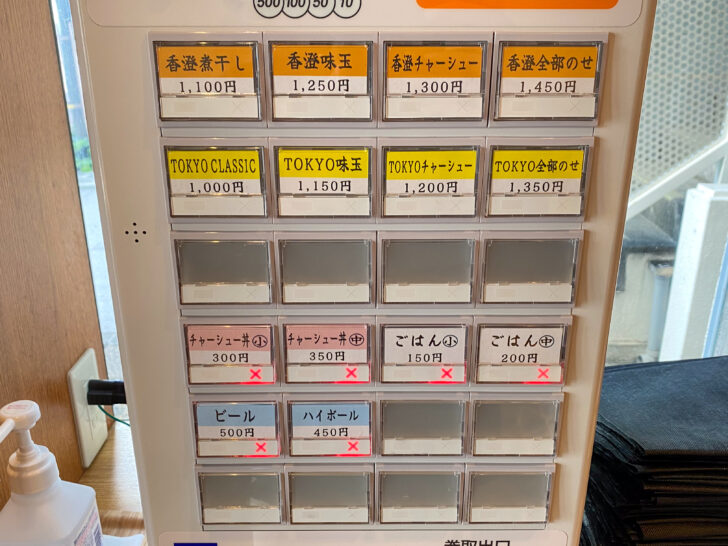 500 100 50 10
香澄煮干し
1,100円
香澄味玉
1,250円
香澄チャーシュー
1,300円
香澄全部のせ
1,450円
TOKYO CLASSIC
1,000円
TOKYO味玉
1,150円
TOKYOチャーシュー
1,200円
TOKYO全部のせ
1,350円
チャーシュー丼㊙小
300円
チャーシュー丼㊥
350円
ごはん小
150円
ごはん㊥
200円
ビール
500円
ハイボール
450円
券取出口